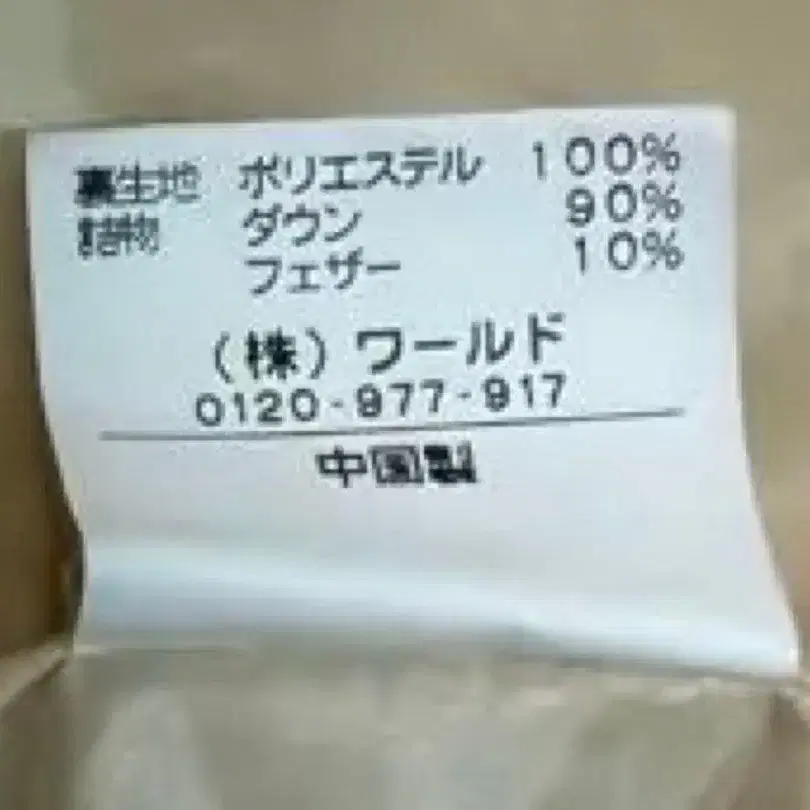 裏生地 ポリエステル 100%
詰物 ダウン 90%
フェザー 10%
(株)ワールド
0120-977-917
中国製